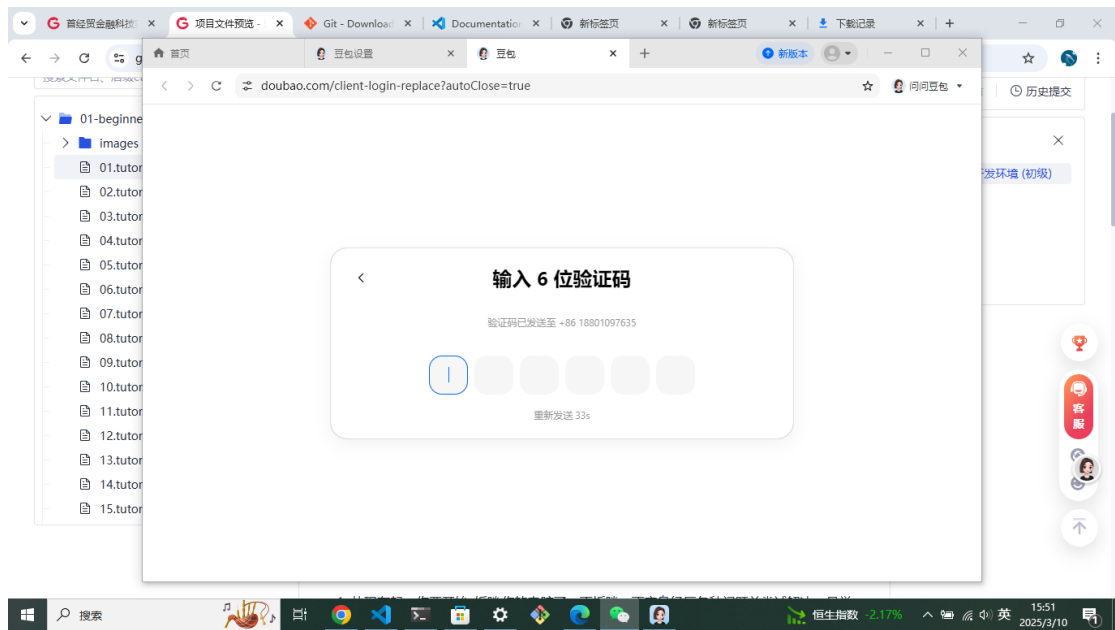 首经贸金融科技
项目文件预览 -
Git - Download
Documentation
新标签页
新标签页
下载记录
首页
豆包设置
豆包
新版本
doubao.com/client-login-replace?autoClose=true
问问豆包
历史提交
01-beginne
images
01.tutor
发环境 (初级)
02.tutor
03.tutor
04.tutor
05.tutor
06.tutor
07.tutor
08.tutor
09.tutor
10.tutor
11.tutor
12.tutor
13.tutor
14.tutor
15.tutor
输入 6 位验证码
验证码已发送至 +86 18801097635
重新发送 33s
客服
搜索
恒生指数 -2.17%
英
15:51
2025/3/10
1